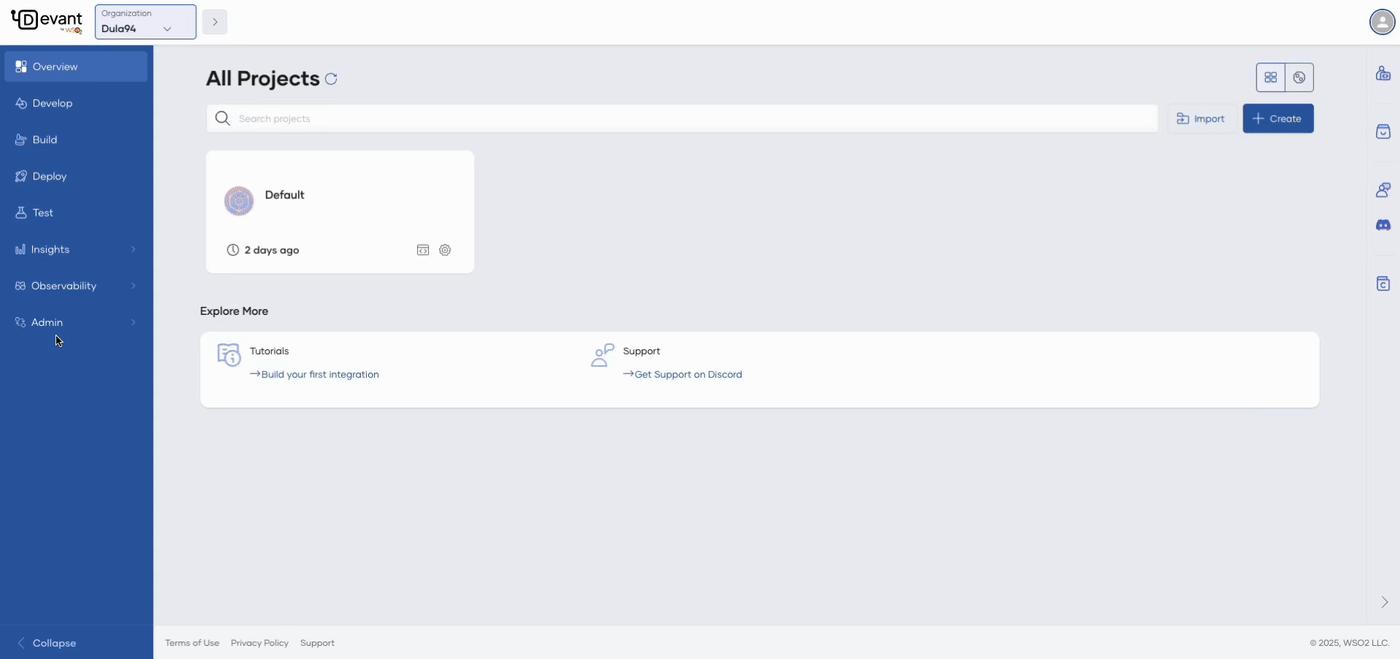 Devant
by WSO2
Organization
Dula94
Overview
Develop
Build
Deploy
Test
Insights
Observability
Admin
Collapse
All Projects
Search projects
Import
Create
Default
2 days ago
Explore More
Tutorials
→Build your first integration
Support
→Get Support on Discord
Terms of Use Privacy Policy Support
© 2025, WSO2 LLC.